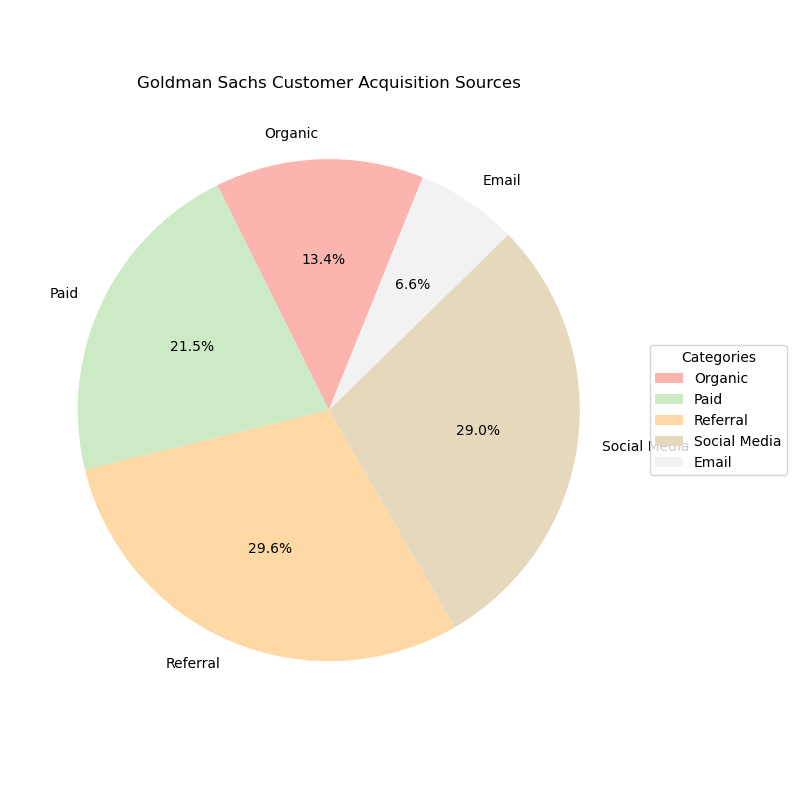 Goldman Sachs Customer Acquisition Sources
Organic
Email
Paid
13.4%
6.6%
21.5%
29.0%
Social Media
29.6%
Referral
Categories
Organic
Paid
Referral
Social Media
Email